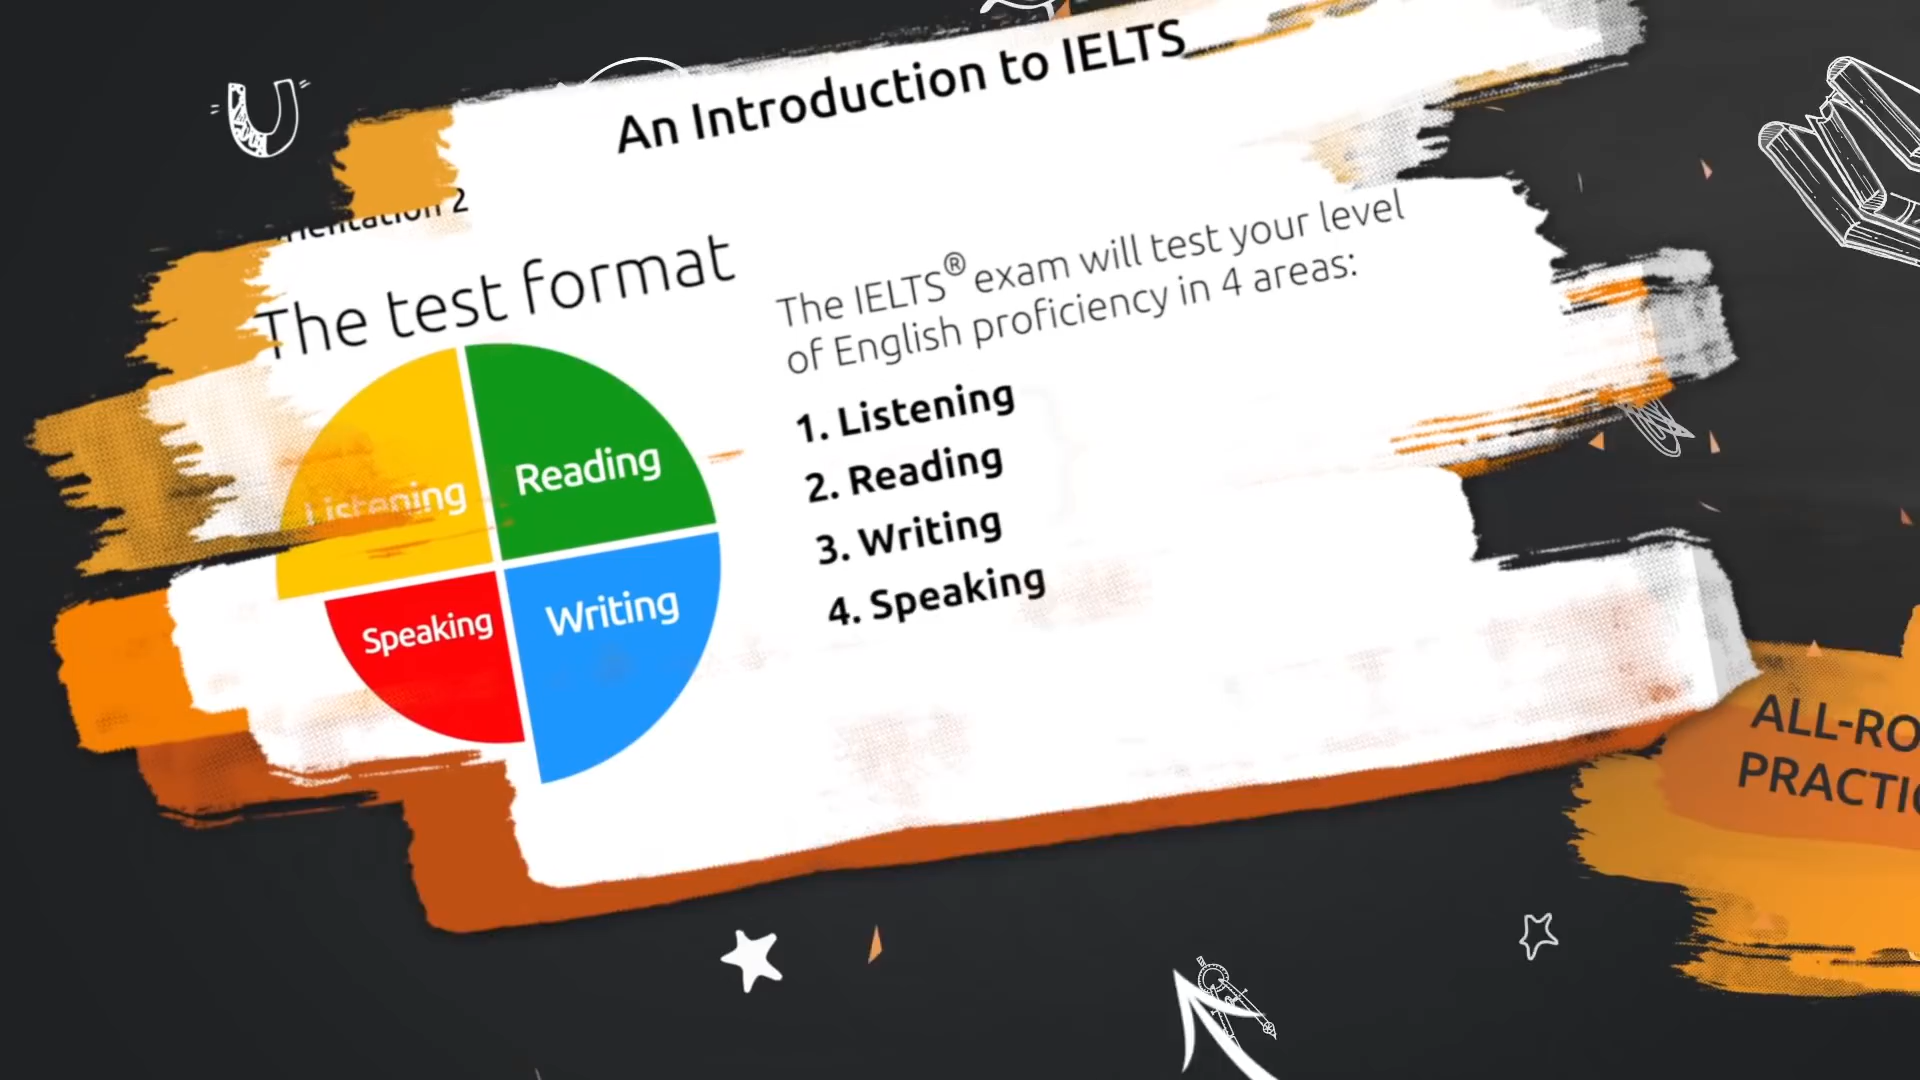 An Introduction to IELTS
The test format
The IELTS® exam will test your level
of English proficiency in 4 areas:
1. Listening
2. Reading
3. Writing
4. Speaking
Listening
Reading
Speaking
Writing